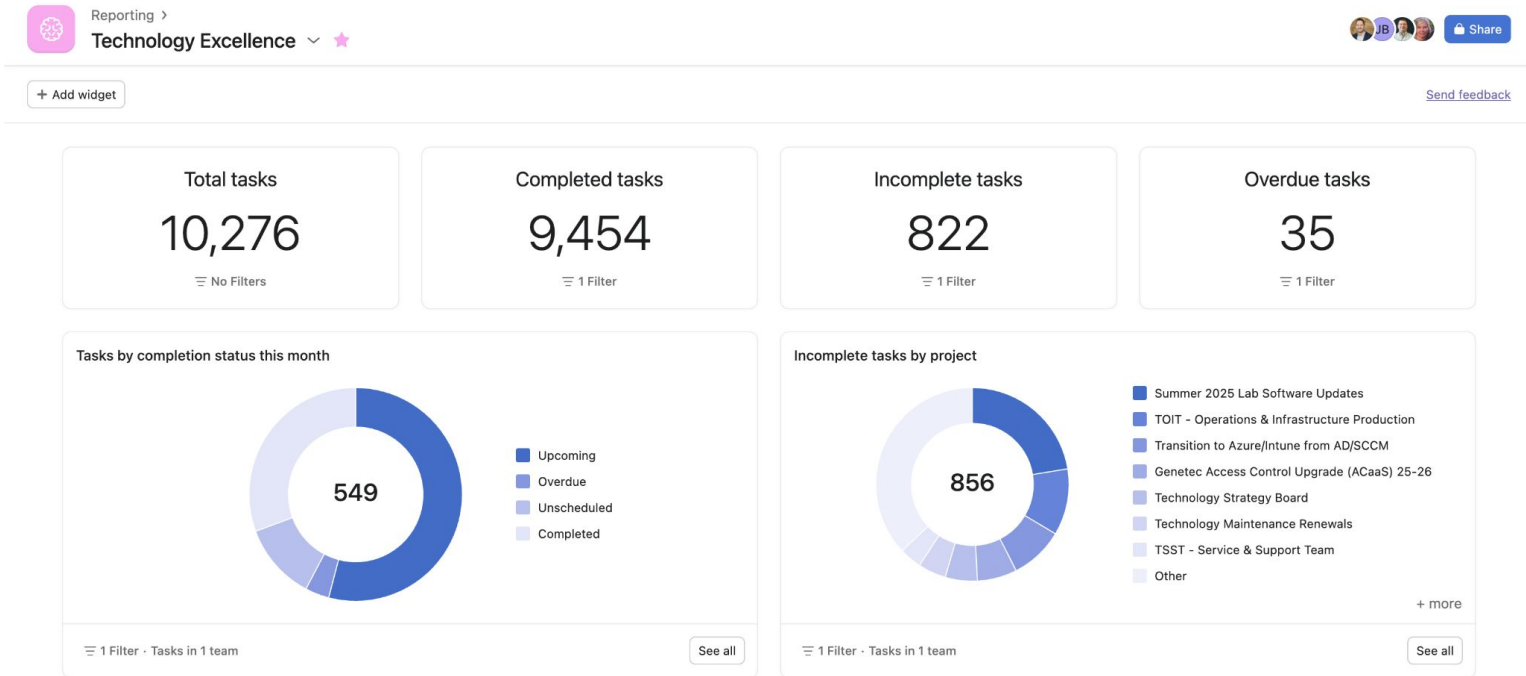 Reporting >
Technology Excellence
JB
Share
+ Add widget
Send feedback
Total tasks
10,276
No Filters
Completed tasks
9,454
1 Filter
Incomplete tasks
822
1 Filter
Overdue tasks
35
1 Filter
Tasks by completion status this month
549
Upcoming
Overdue
Unscheduled
Completed
1 Filter · Tasks in 1 team
See all
Incomplete tasks by project
856
Summer 2025 Lab Software Updates
TOIT - Operations & Infrastructure Production
Transition to Azure/Intune from AD/SCCM
Genetec Access Control Upgrade (ACaaS) 25-26
Technology Strategy Board
Technology Maintenance Renewals
TSST - Service & Support Team
Other
+ more
1 Filter · Tasks in 1 team
See all